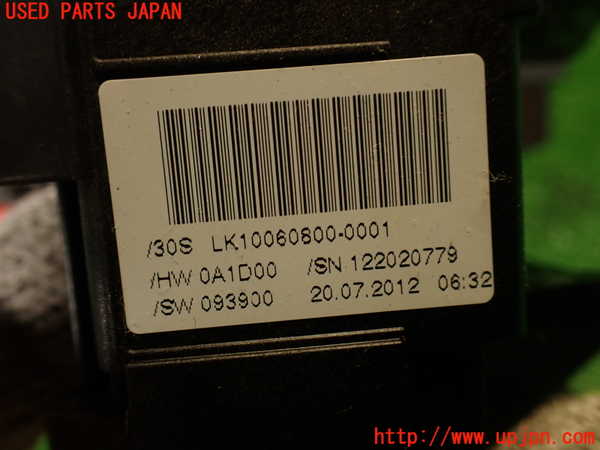 USED PARTS JAPAN
/30S LK10060800-0001
/HW 0A1D00 /SN 122020779
/SW 093900 20.07.2012 06:32
http://www.upjpn.com